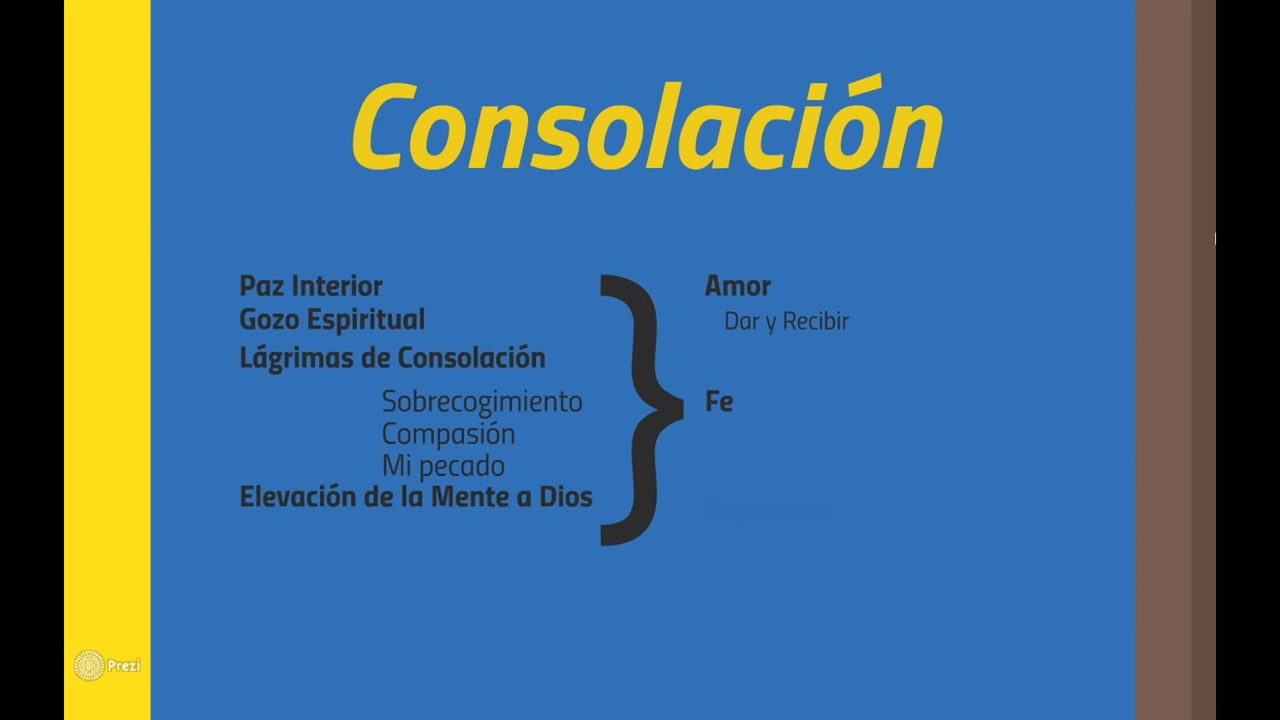 Consolación
Paz Interior
Gozo Espiritual
Lágrimas de Consolación
Sobrecogimiento
Compasión
Mi pecado
Elevación de la Mente a Dios
Amor
Dar y Recibir
Fe
Prezi